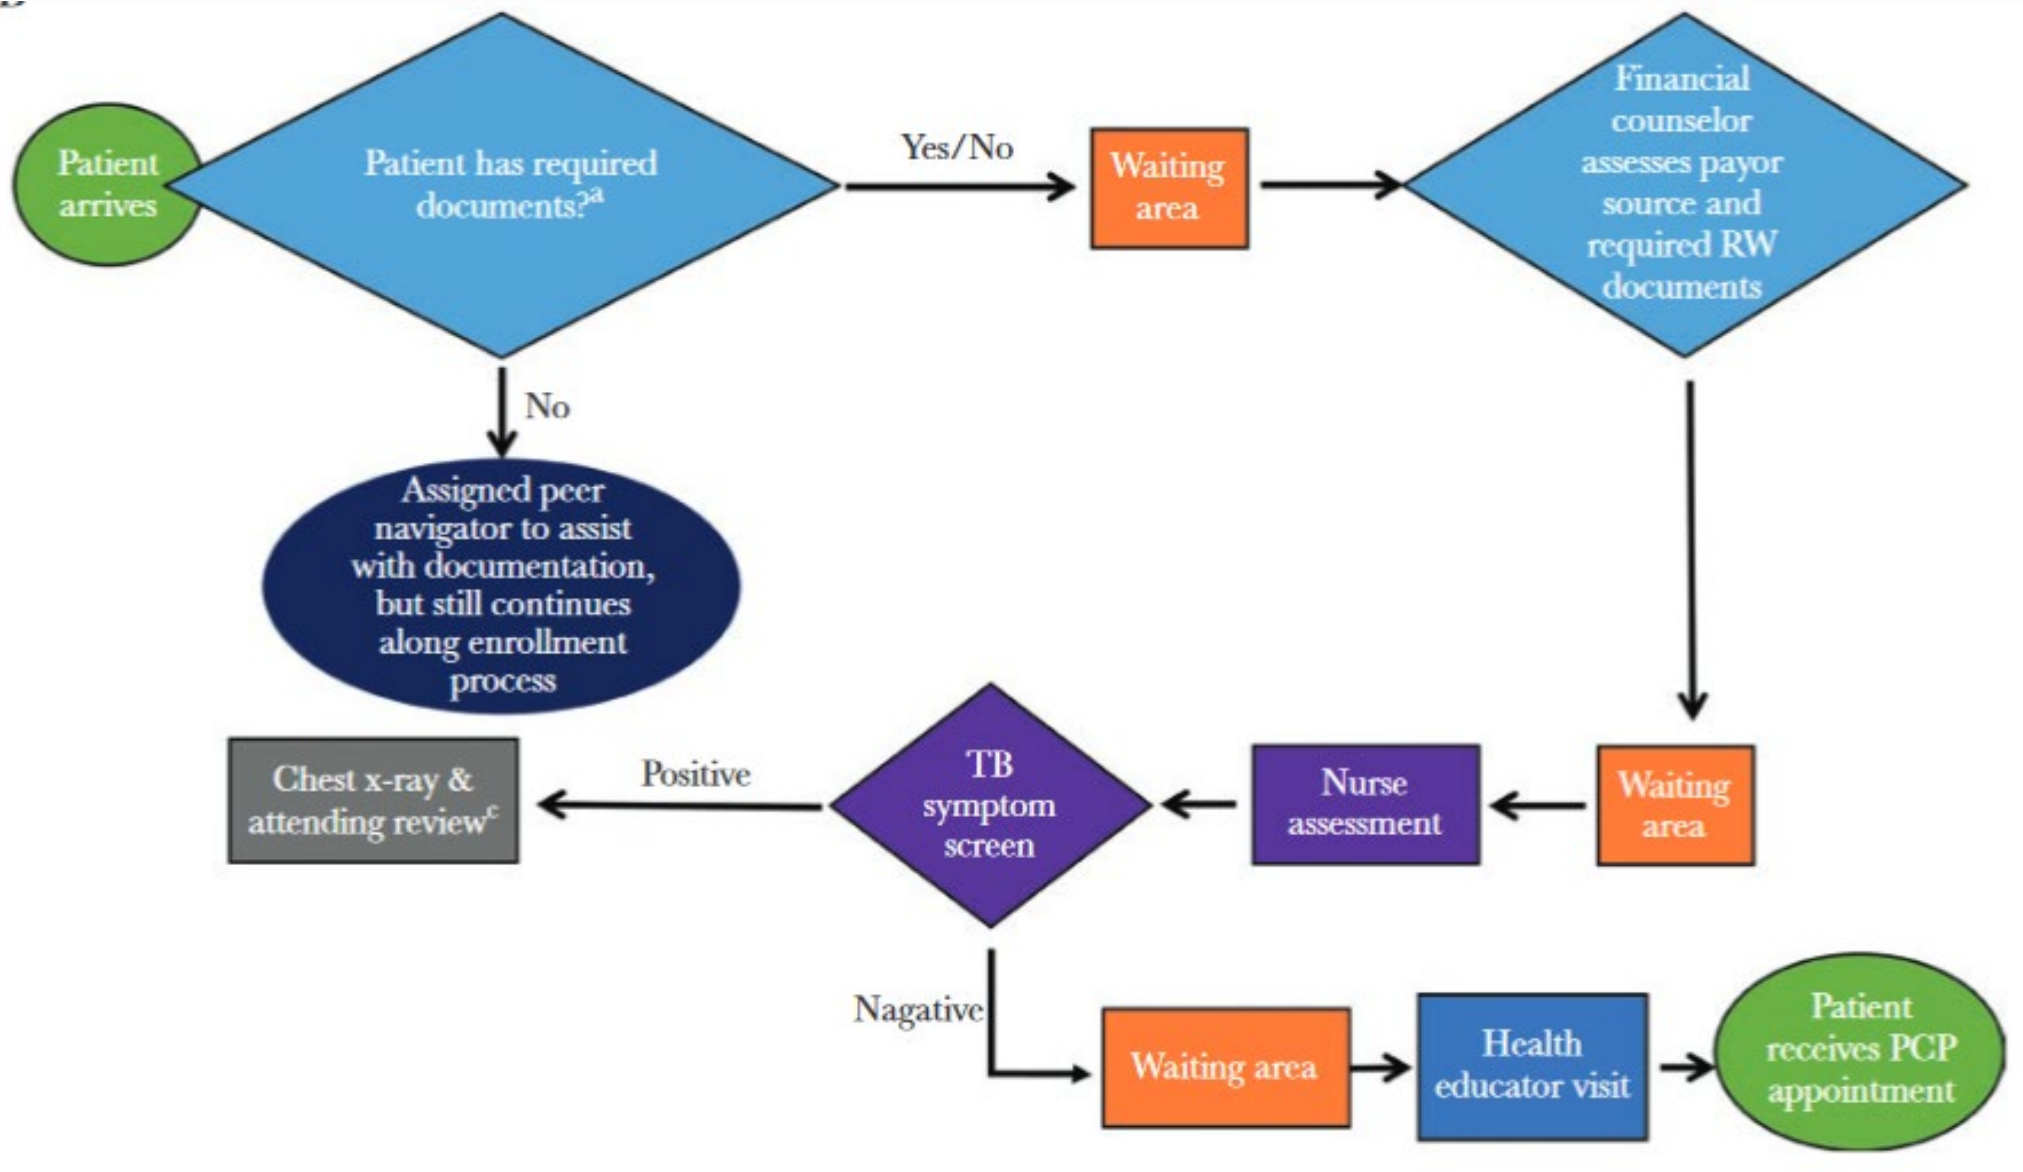 Patient
arrives
Patient has required
documents?a
Yes/No
Waiting
area
Financial
counselor
assesses payor
source and
required RW
documents
No
Assigned peer
navigator to assist
with documentation,
but still continues
along enrollment
process
Chest x-ray &
attending reviewc
Positive
TB
symptom
screen
Nurse
assessment
Waiting
area
Nagative
Waiting area
Health
educator visit
Patient
receives PCP
appointment